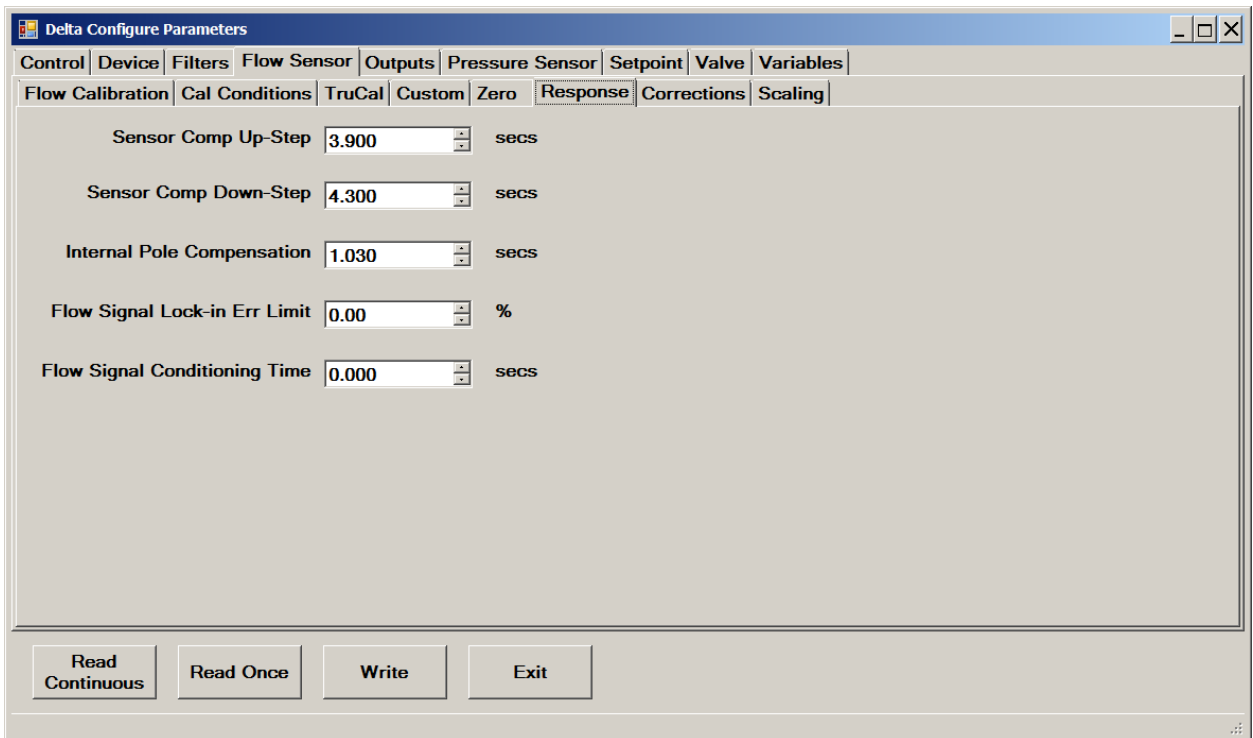 Delta Configure Parameters
Control Device Filters Flow Sensor Outputs Pressure Sensor Setpoint Valve Variables
Flow Calibration Cal Conditions TruCal Custom Zero Response Corrections Scaling
Sensor Comp Up-Step 3.900 secs
Sensor Comp Down-Step 4.300 secs
Internal Pole Compensation 1.030 secs
Flow Signal Lock-in Err Limit 0.00 %
Flow Signal Conditioning Time 0.000 secs
Read Continuous Read Once Write Exit